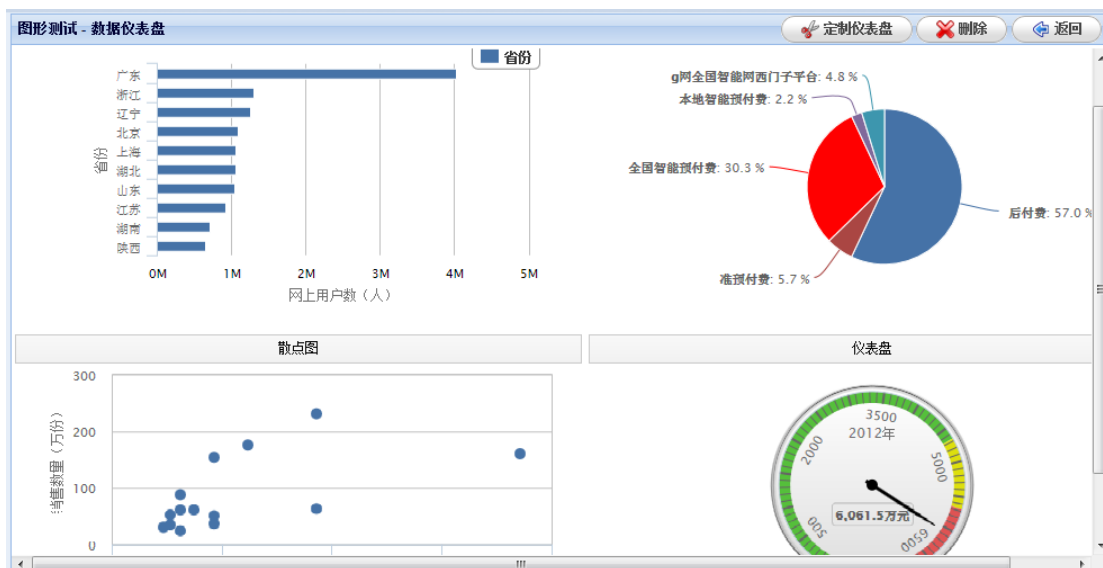 图形测试 - 数据仪表盘
定制仪表盘
删除
返回
省份
广东
浙江
辽宁
北京
上海
湖北
山东
江苏
湖南
陕西
省份
0M 1M 2M 3M 4M 5M
网上用户数（人）
g网全国智能网西门子平台: 4.8 %
本地智能预付费: 2.2 %
全国智能预付费: 30.3 %
后付费: 57.0 %
准预付费: 5.7 %
散点图
仪表盘
300
200
100
0
销售数量（万份）
3500
2012年
2000
5000
6,061.5万元
500
6500